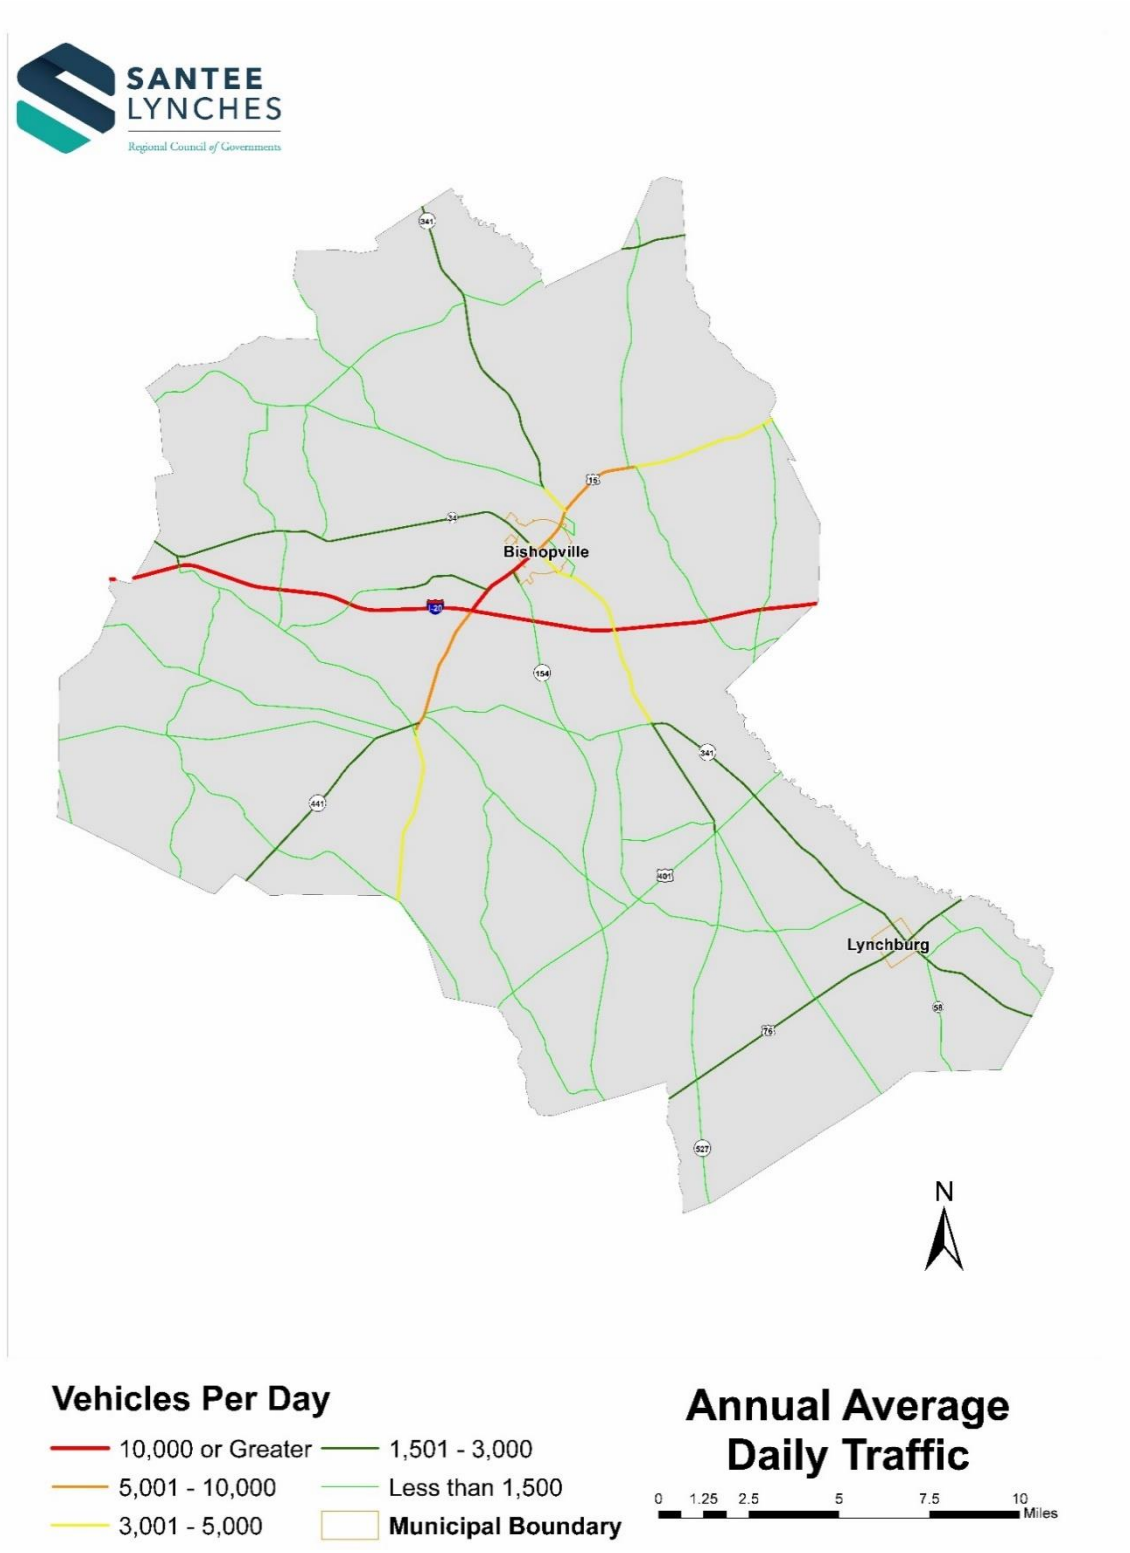 SANTEE
LYNCHES
Regional Council of Governments
341
15
34
Bishopville
I-20
154
341
441
401
Lynchburg
58
76
527
N
Vehicles Per Day
10,000 or Greater
1,501 - 3,000
5,001 - 10,000
Less than 1,500
3,001 - 5,000
Municipal Boundary
Annual Average
Daily Traffic
0 1.25 2.5 5 7.5 10
Miles